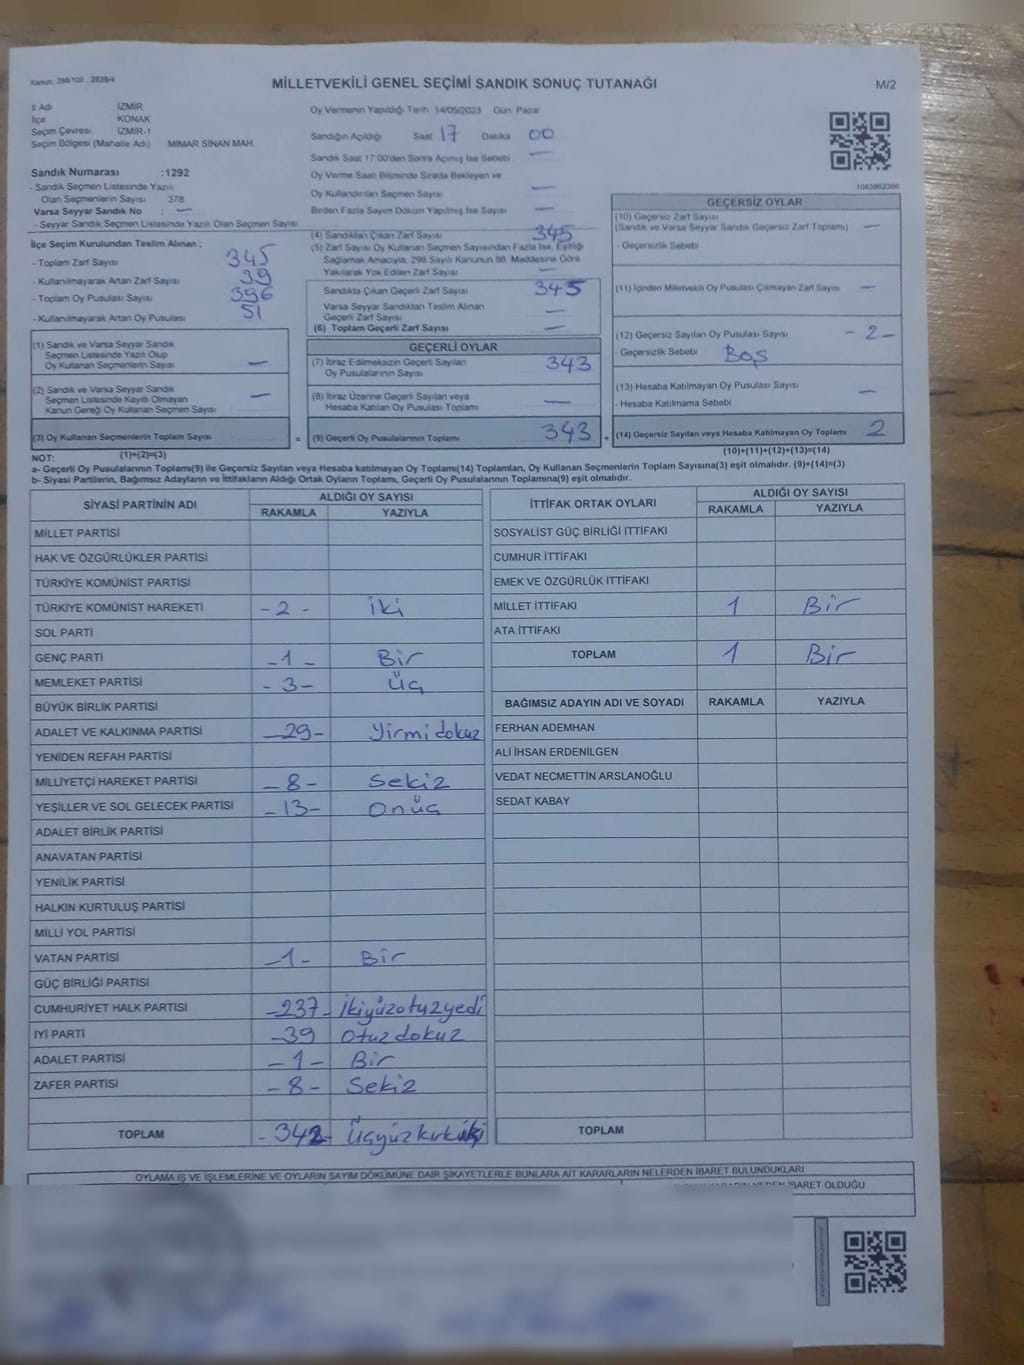 Kanun: 298/105 , 2839/4
MİLLETVEKİLİ GENEL SEÇİMİ SANDIK SONUÇ TUTANAĞI
M/2
İl Adı İZMİR
İlçe KONAK
Seçim Çevresi İZMİR-1
Seçim Bölgesi (Mahalle Adı) MİMAR SİNAN MAH.
Sandık Numarası :1292
- Sandık Seçmen Listesinde Yazılı
Olan Seçmenlerin Sayısı 378
Varsa Seyyar Sandık No : —
- Seyyar Sandık Seçmen Listesinde Yazılı Olan Seçmen Sayısı
İlçe Seçim Kurulundan Teslim Alınan ;
- Toplam Zarf Sayısı 345
- Kullanılmayarak Artan Zarf Sayısı 39
- Toplam Oy Pusulası Sayısı 396
- Kullanılmayarak Artan Oy Pusulası 51
Oy Vermenin Yapıldığı Tarih :14/05/2023 Gün: Pazar
Sandığın Açıldığı Saat 17 Dakika 00
Sandık Saat 17:00'den Sonra Açılmış İse Sebebi —
Oy Verme Saati Bitiminde Sırada Bekleyen ve
Oy Kullandırılan Seçmen Sayısı —
Birden Fazla Sayım Döküm Yapılmış İse Sayısı —
(4) Sandıktan Çıkan Zarf Sayısı 345
(5) Zarf Sayısı Oy Kullanan Seçmen Sayısından Fazla İse, Eşitliği
Sağlamak Amacıyla, 298 Sayılı Kanunun 98. Maddesine Göre
Yakılarak Yok Edilen Zarf Sayısı —
Sandıkta Çıkan Geçerli Zarf Sayısı 345
Varsa Seyyar Sandıktan Teslim Alınan
Geçerli Zarf Sayısı —
(6) Toplam Geçerli Zarf Sayısı —
1083862366
GEÇERSİZ OYLAR
(10) Geçersiz Zarf Sayısı
(Sandık ve Varsa Seyyar Sandık Geçersiz Zarf Toplamı) —
- Geçersizlik Sebebi
(11) İçinden Milletvekili Oy Pusulası Çıkmayan Zarf Sayısı —
(12) Geçersiz Sayılan Oy Pusulası Sayısı - 2 -
- Geçersizlik Sebebi Boş
(13) Hesaba Katılmayan Oy Pusulası Sayısı —
- Hesaba Katılmama Sebebi
(14) Geçersiz Sayılan veya Hesaba Katılmayan Oy Toplamı 2
(10)+(11)+(12)+(13)=(14)
(1) Sandık ve Varsa Seyyar Sandık
Seçmen Listesinde Yazılı Olup
Oy Kullanan Seçmenlerin Sayısı —
(2) Sandık ve Varsa Seyyar Sandık
Seçmen Listesinde Kayıtlı Olmayan
Kanun Gereği Oy Kullanan Seçmen Sayısı —
(3) Oy Kullanan Seçmenlerin Toplam Sayısı =
(1)+(2)=(3)
GEÇERLİ OYLAR
(7) İtiraz Edilmeksizin Geçerli Sayılan
Oy Pusulalarının Sayısı 343
(8) İtiraz Üzerine Geçerli Sayılan veya
Hesaba Katılan Oy Pusulası Toplamı —
(9) Geçerli Oy Pusulalarının Toplamı 343 +
NOT:
a- Geçerli Oy Pusulalarının Toplamı(9) ile Geçersiz Sayılan veya Hesaba katılmayan Oy Toplamı(14) Toplamları, Oy Kullanan Seçmenlerin Toplam Sayısına(3) eşit olmalıdır. (9)+(14)=(3)
b- Siyasi Partilerin, Bağımsız Adayların ve İttifakların Aldığı Oy Toplamı, Geçerli Oy Pusulalarının Toplamına(9) eşit olmalıdır.
SİYASİ PARTİNİN ADI ALDIĞI OY SAYISI
RAKAMLA YAZIYLA
MİLLET PARTİSİ
HAK VE ÖZGÜRLÜKLER PARTİSİ
TÜRKİYE KOMÜNİST PARTİSİ
TÜRKİYE KOMÜNİST HAREKETİ - 2 - iki
SOL PARTİ
GENÇ PARTİ - 1 - Bir
MEMLEKET PARTİSİ - 3 - Üç
BÜYÜK BİRLİK PARTİSİ
ADALET VE KALKINMA PARTİSİ - 29 - Yirmi dokuz
YENİDEN REFAH PARTİSİ
MİLLİYETÇİ HAREKET PARTİSİ - 8 - Sekiz
YEŞİLLER VE SOL GELECEK PARTİSİ - 13 - Onüç
ADALET BİRLİK PARTİSİ
ANAVATAN PARTİSİ
YENİLİK PARTİSİ
HALKIN KURTULUŞ PARTİSİ
MİLLİ YOL PARTİSİ
VATAN PARTİSİ - 1 - Bir
GÜÇ BİRLİĞİ PARTİSİ
CUMHURİYET HALK PARTİSİ - 237 - İkiyüzotuzyedi
İYİ PARTİ - 39 Otuzdokuz
ADALET PARTİSİ - 1 - Bir
ZAFER PARTİSİ - 8 - Sekiz
TOPLAM - 342 - Üçyüzkırkiki
İTTİFAK ORTAK OYLARI ALDIĞI OY SAYISI
RAKAMLA YAZIYLA
SOSYALİST GÜÇ BİRLİĞİ İTTİFAKI
CUMHUR İTTİFAKI
EMEK VE ÖZGÜRLÜK İTTİFAKI
MİLLET İTTİFAKI 1 Bir
ATA İTTİFAKI
TOPLAM 1 Bir
BAĞIMSIZ ADAYIN ADI VE SOYADI RAKAMLA YAZIYLA
FERHAN ADEMHAN
ALİ İHSAN ERDENİLGEN
VEDAT NECMETTİN ARSLANOĞLU
SEDAT KABAY
TOPLAM
OYLAMA İŞ VE İŞLEMLERİNE VE OYLARIN SAYIM DÖKÜMÜNE DAİR ŞİKAYETLERLE BUNLARA AİT KARARLARIN NELERDEN İBARET BULUNDUKLARI
İBARET OLDUĞU